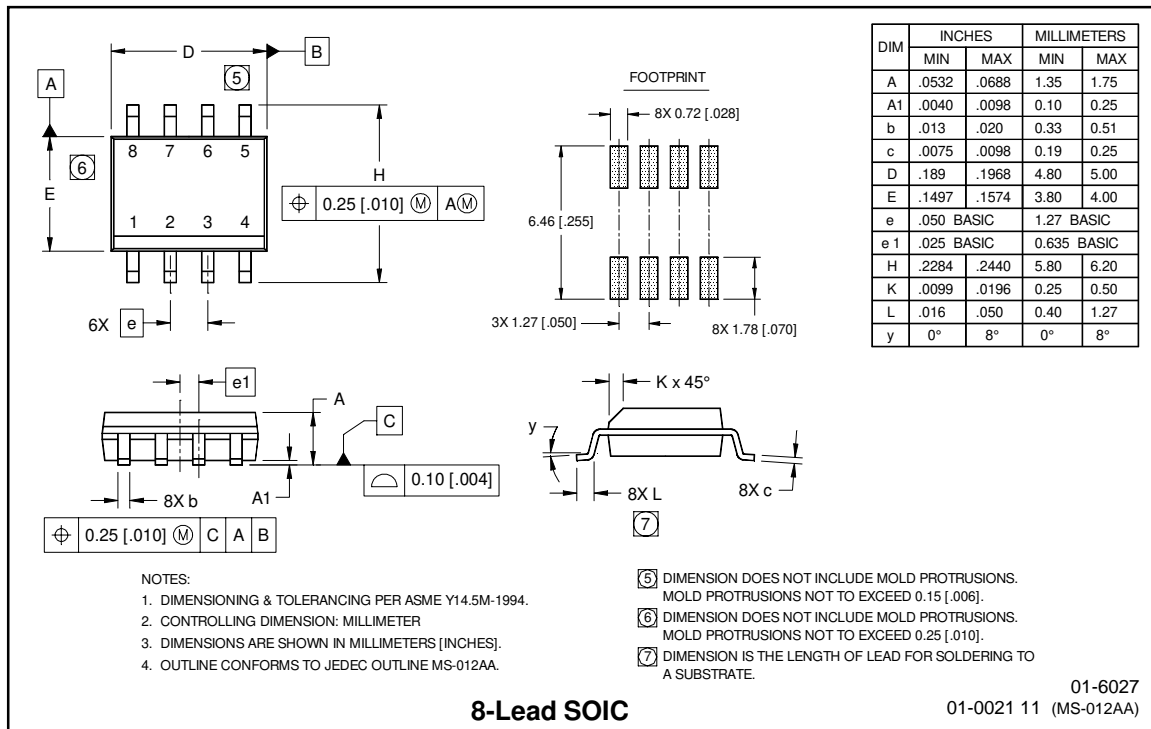 D
B
5
A
8 7 6 5
6
E
H
⌖ 0.25 [.010] Ⓜ A Ⓜ
1 2 3 4
6X e
FOOTPRINT
8X 0.72 [.028]
6.46 [.255]
3X 1.27 [.050]
8X 1.78 [.070]
DIM INCHES MILLIMETERS
MIN MAX MIN MAX
A .0532 .0688 1.35 1.75
A1 .0040 .0098 0.10 0.25
b .013 .020 0.33 0.51
c .0075 .0098 0.19 0.25
D .189 .1968 4.80 5.00
E .1497 .1574 3.80 4.00
e .050 BASIC 1.27 BASIC
e 1 .025 BASIC 0.635 BASIC
H .2284 .2440 5.80 6.20
K .0099 .0196 0.25 0.50
L .016 .050 0.40 1.27
y 0° 8° 0° 8°
e1
A
C
⌓ 0.10 [.004]
8X b
A1
⌖ 0.25 [.010] Ⓜ C A B
K x 45°
y
8X L
7
8X c
NOTES:
1. DIMENSIONING & TOLERANCING PER ASME Y14.5M-1994.
2. CONTROLLING DIMENSION: MILLIMETER
3. DIMENSIONS ARE SHOWN IN MILLIMETERS [INCHES].
4. OUTLINE CONFORMS TO JEDEC OUTLINE MS-012AA.
5 DIMENSION DOES NOT INCLUDE MOLD PROTRUSIONS.
MOLD PROTRUSIONS NOT TO EXCEED 0.15 [.006].
6 DIMENSION DOES NOT INCLUDE MOLD PROTRUSIONS.
MOLD PROTRUSIONS NOT TO EXCEED 0.25 [.010].
7 DIMENSION IS THE LENGTH OF LEAD FOR SOLDERING TO
A SUBSTRATE.
8-Lead SOIC
01-6027
01-0021 11 (MS-012AA)